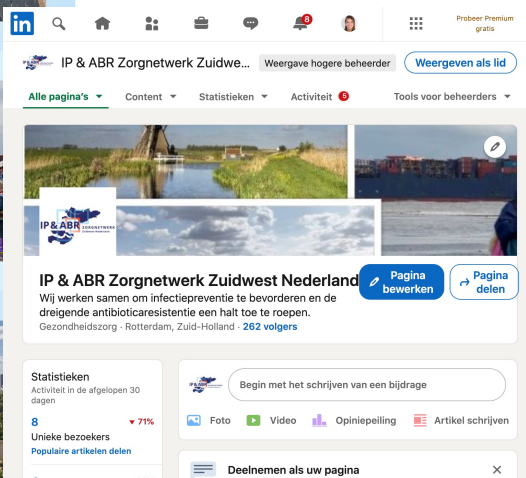 in
8
Probeer Premium
gratis
IP & ABR Zorgnetwerk Zuidwe...
Weergave hogere beheerder
Weergeven als lid
Alle pagina's
Content
Statistieken
Activiteit 5
Tools voor beheerders
IP & ABR ZORGNETWERK
IP & ABR Zorgnetwerk Zuidwest Nederland
Pagina
bewerken
Pagina
delen
Wij werken samen om infectiepreventie te bevorderen en de
dreigende antibioticaresistentie een halt toe te roepen.
Gezondheidszorg · Rotterdam, Zuid-Holland · 262 volgers
Statistieken
Activiteit in de afgelopen 30
dagen
8
71%
Unieke bezoekers
Populaire artikelen delen
Begin met het schrijven van een bijdrage
Foto
Video
Opiniepeiling
Artikel schrijven
Deelnemen als uw pagina